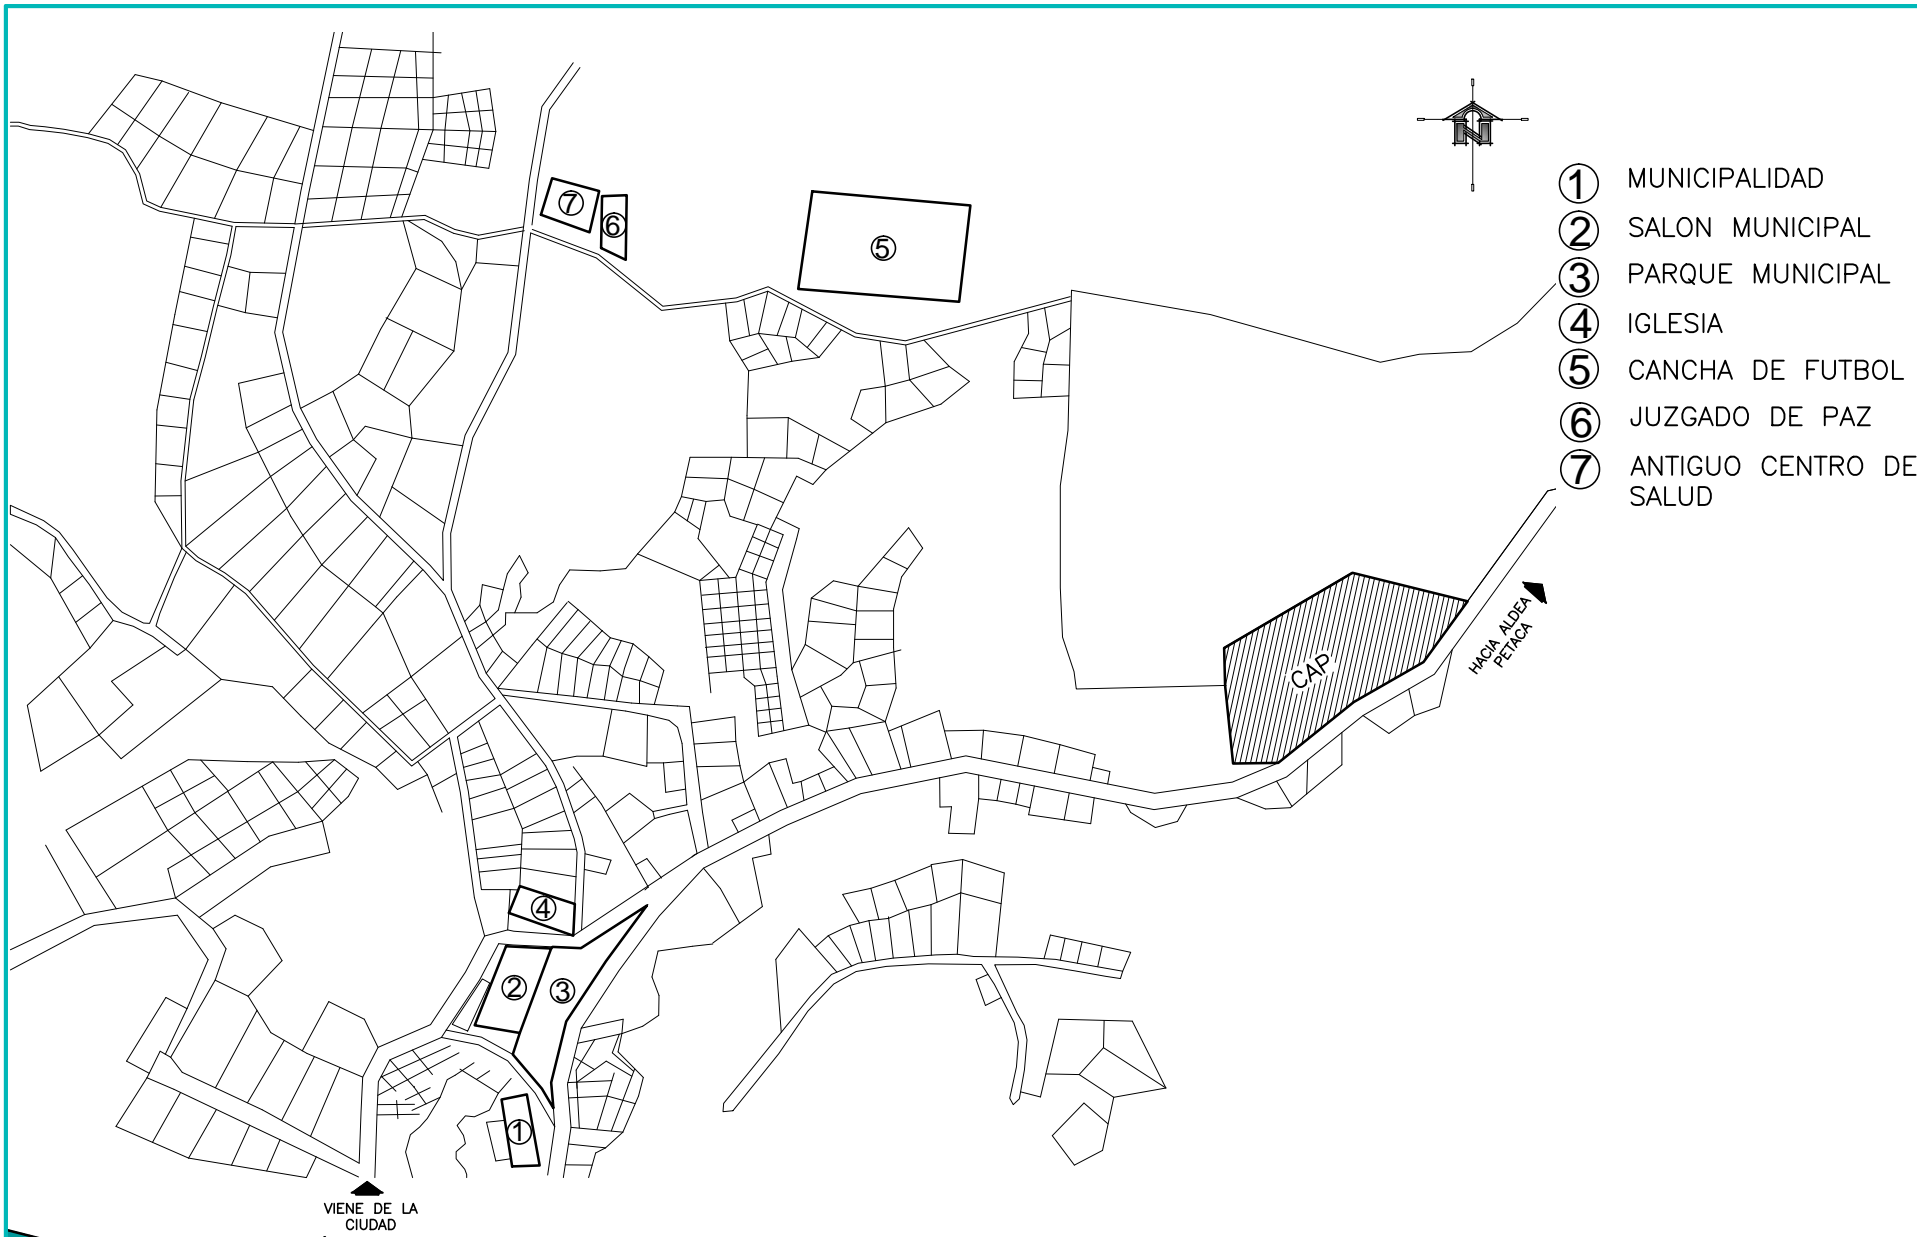 N
① MUNICIPALIDAD
② SALON MUNICIPAL
③ PARQUE MUNICIPAL
④ IGLESIA
⑤ CANCHA DE FUTBOL
⑥ JUZGADO DE PAZ
⑦ ANTIGUO CENTRO DE
SALUD
7
6
5
CAP
HACIA ALDEA
PETACA
4
2
3
1
VIENE DE LA
CIUDAD